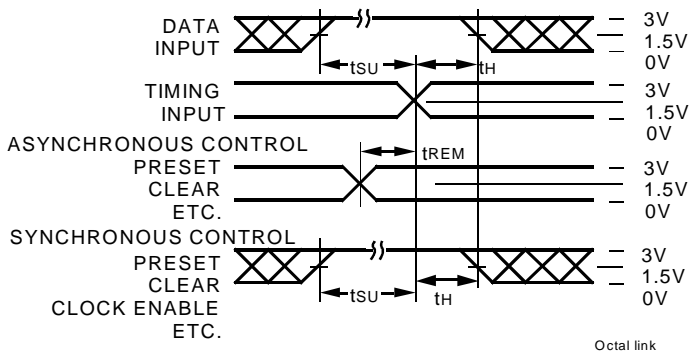 DATA
INPUT
3V
1.5V
0V
tSU
tH
TIMING
INPUT
3V
1.5V
0V
ASYNCHRONOUS CONTROL
PRESET
CLEAR
ETC.
tREM
3V
1.5V
0V
SYNCHRONOUS CONTROL
PRESET
CLEAR
CLOCK ENABLE
ETC.
3V
1.5V
0V
tSU
tH
Octal link